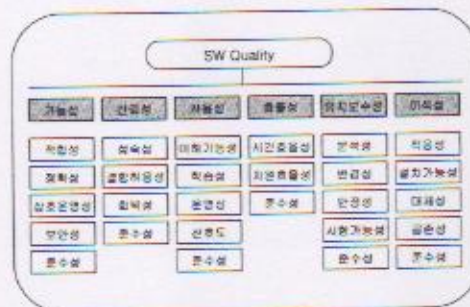 SW Quality
기능성 신뢰성 사용성 효율성 유지보수성 이식성
적합성 성숙성 이해가능성 시간효율성 분석성 적응성
정확성 결함허용성 학습성 자원효율성 변경성 설치가능성
상호운영성 회복성 운영성 준수성 안정성 대체성
보안성 준수성 선호도 시험가능성 공존성
준수성 준수성 준수성 준수성